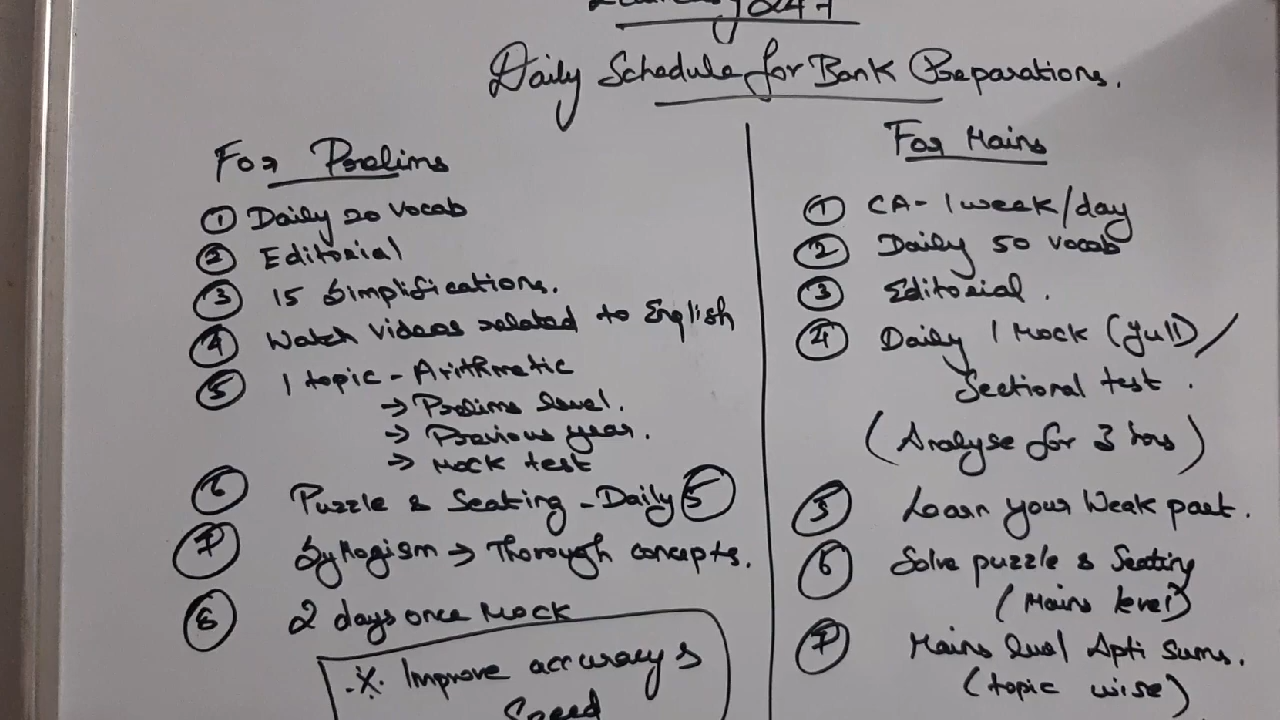 Daily Schedule for Bank Preparations.
For Prelims
① Daily 20 vocab
② Editorial
③ 15 Simplifications.
④ Watch videos related to English
⑤ 1 topic - Arithmetic
→ Prelims level.
→ Previous year.
→ Mock test
⑥ Puzzle & Seating - Daily ⑤
⑦ Syllogism → Thorough concepts.
⑧ 2 days once Mock
※ Improve accuracy &
Speed
For Mains
① CA - 1 week/day
② Daily 50 vocab
③ Editorial.
④ Daily 1 Mock (full) /
Sectional test.
(Analyse for 3 hrs)
⑤ Learn your Weak part.
⑥ Solve puzzle & Seating
(Mains level)
⑦ Mains level Apti Sums.
(topic wise)